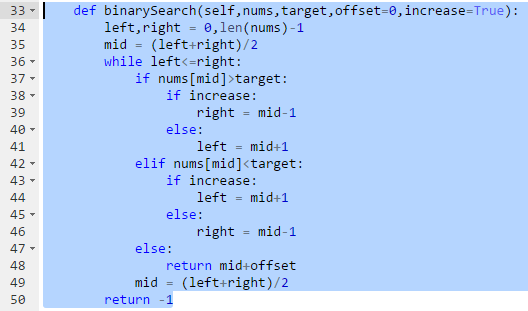 33    def binarySearch(self,nums,target,offset=0,increase=True):
34        left,right = 0,len(nums)-1
35        mid = (left+right)/2
36        while left<=right:
37            if nums[mid]>target:
38                if increase:
39                    right = mid-1
40                else:
41                    left = mid+1
42            elif nums[mid]<target:
43                if increase:
44                    left = mid+1
45                else:
46                    right = mid-1
47            else:
48                return mid+offset
49            mid = (left+right)/2
50        return -1